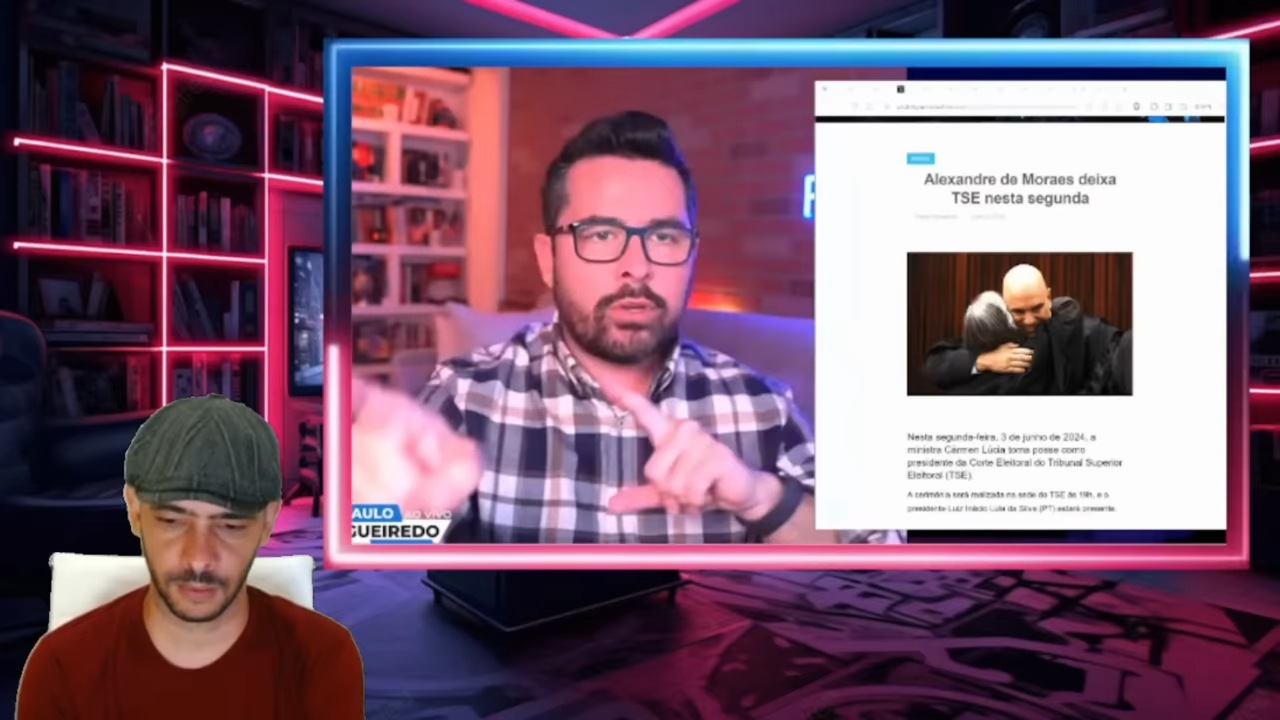 Alexandre de Moraes deixa
TSE nesta segunda
Nesta segunda-feira, 3 de junho de 2024, a
ministra Cármen Lúcia toma posse como
presidente da Corte Eleitoral do Tribunal Superior
Eleitoral (TSE)
A cerimônia será realizada na sede do TSE às 19h, e o
presidente Luiz Inácio Lula da Silva (PT) estará presente.
AULO AO VIVO
GUEIREDO